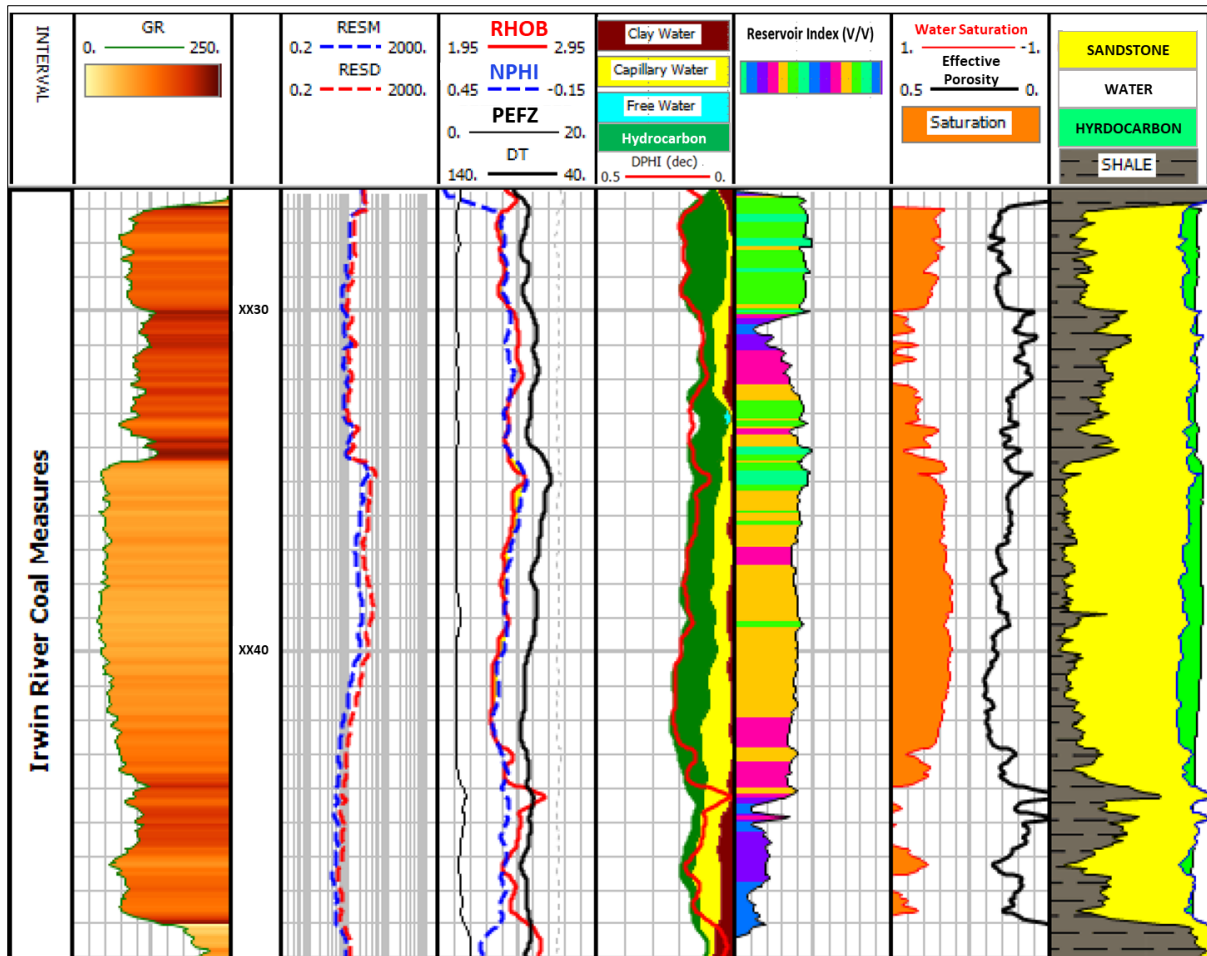 INTERVAL
GR
0. 250.
RESM
0.2 2000.
RESD
0.2 2000.
RHOB
1.95 2.95
NPHI
0.45 -0.15
PEFZ
0. 20.
DT
140. 40.
Clay Water
Capillary Water
Free Water
Hydrocarbon
DPHI (dec)
0.5 0.
Reservoir Index (V/V)
Water Saturation
1. -1.
Effective
Porosity
0.5 0.
Saturation
SANDSTONE
WATER
HYRDOCARBON
SHALE
Irwin River Coal Measures
XX30
XX40